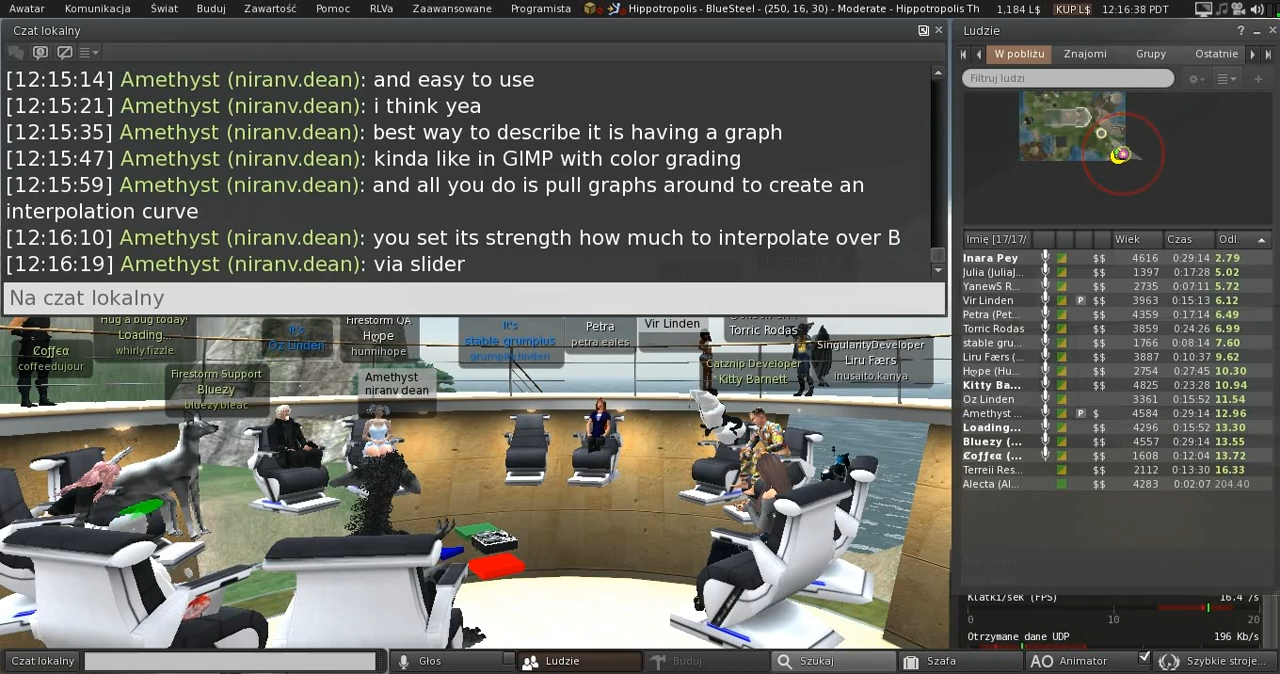 Awatar Komunikacja Świat Buduj Zawartość Pomoc RLVa Zaawansowane Programista Hippotropolis - BlueSteel - (250, 16, 30) - Moderate - Hippotropolis Th 1,184 L$ KUP L$ 12:16:38 PDT
Czat lokalny
[12:15:14] Amethyst (niranv.dean): and easy to use
[12:15:21] Amethyst (niranv.dean): i think yea
[12:15:35] Amethyst (niranv.dean): best way to describe it is having a graph
[12:15:47] Amethyst (niranv.dean): kinda like in GIMP with color grading
[12:15:59] Amethyst (niranv.dean): and all you do is pull graphs around to create an
interpolation curve
[12:16:10] Amethyst (niranv.dean): you set its strength how much to interpolate over B
[12:16:19] Amethyst (niranv.dean): via slider
Na czat lokalny
Ludzie
W pobliżu Znajomi Grupy Ostatnie
Filtruj ludzi
Imię [17/17/ Wiek Czas Odl.
Inara Pey 4616 0:29:14 2.79
Julia (JuliaJ... $$ 1397 0:17:28 5.02
YanewS R... $$ 2735 0:07:11 5.72
Vir Linden P 3963 0:15:13 6.12
Petra (Pet... $$ 4359 0:17:14 6.49
Torric Rodas $$ 3859 0:24:26 6.99
stable gru... $$ 1766 0:08:14 7.60
Liru Færs (... $$ 3887 0:10:37 9.62
Hope (Hu... $$ 2754 0:27:45 10.30
Kitty Ba... $$ 4825 0:23:28 10.94
Oz Linden 3361 0:15:52 11.54
Amethyst ... P $ 4584 0:29:14 12.96
Loading... $$ 4296 0:15:52 13.30
Bluezy (... $$ 4557 0:29:14 13.55
Coffεα (... $$ 1608 0:12:04 13.72
Terreii Res... $$ 2112 0:13:30 16.33
Alecta (Al... $$ 4283 0:02:07 204.40
Klatki/sek (FPS) 16.4 /s
0 10 20
Otrzymane dane UDP 196 Kb/s
Coffεα
coffeedujour
Hug a bug today!
Loading...
whirly.fizzle
Firestorm Support
Bluezy
bluezy.bleac
It's
Oz Linden
Firestorm QA
Hope
hunnihope
Amethyst
niranv.dean
It's
stable grumpius
grumpity.linden
Petra
petra.eales
Vir Linden
Torric Rodas
Catznip Developer
Kitty Barnett
SingularityDeveloper
Liru Færs
inusaito.kanya
Czat lokalny Głos Ludzie Buduj Szukaj Szafa AO Animator Szybkie stroje...